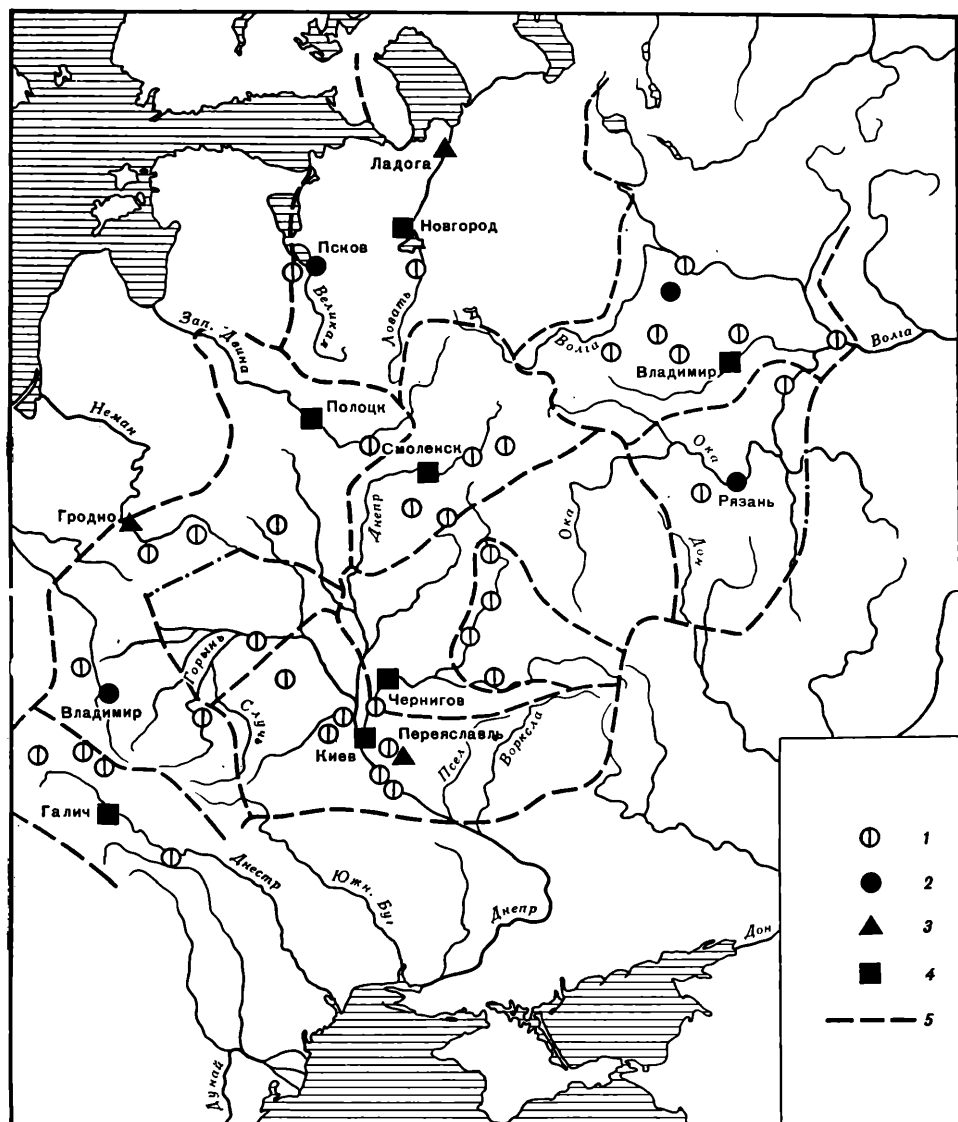 Ладога
Новгород
Псков
Великая
Ловать
Зап. Двина
Волга
Волга
Владимир
Неман
Полоцк
Смоленск
Ока
Рязань
Днепр
Ока
Дон
Гродно
Горынь
Чернигов
Владимир
Случь
Переяславль
Киев
Псел
Ворксла
Галич
Днестр
Южн. Буг
Днепр
Дон
Дунай
1
2
3
4
5